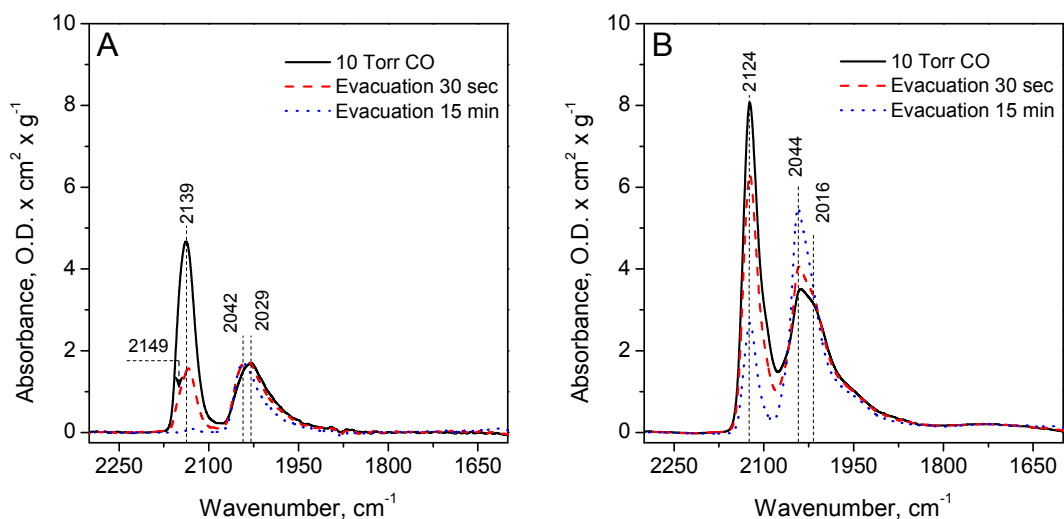 A
10 Torr CO
Evacuation 30 sec
Evacuation 15 min
2149
2139
2042
2029
Absorbance, O.D. x cm² x g⁻¹
10
8
6
4
2
0
2250 2100 1950 1800 1650
Wavenumber, cm⁻¹
B
10 Torr CO
Evacuation 30 sec
Evacuation 15 min
2124
2044
2016
Absorbance, O.D. x cm² x g⁻¹
10
8
6
4
2
0
2250 2100 1950 1800 1650
Wavenumber, cm⁻¹